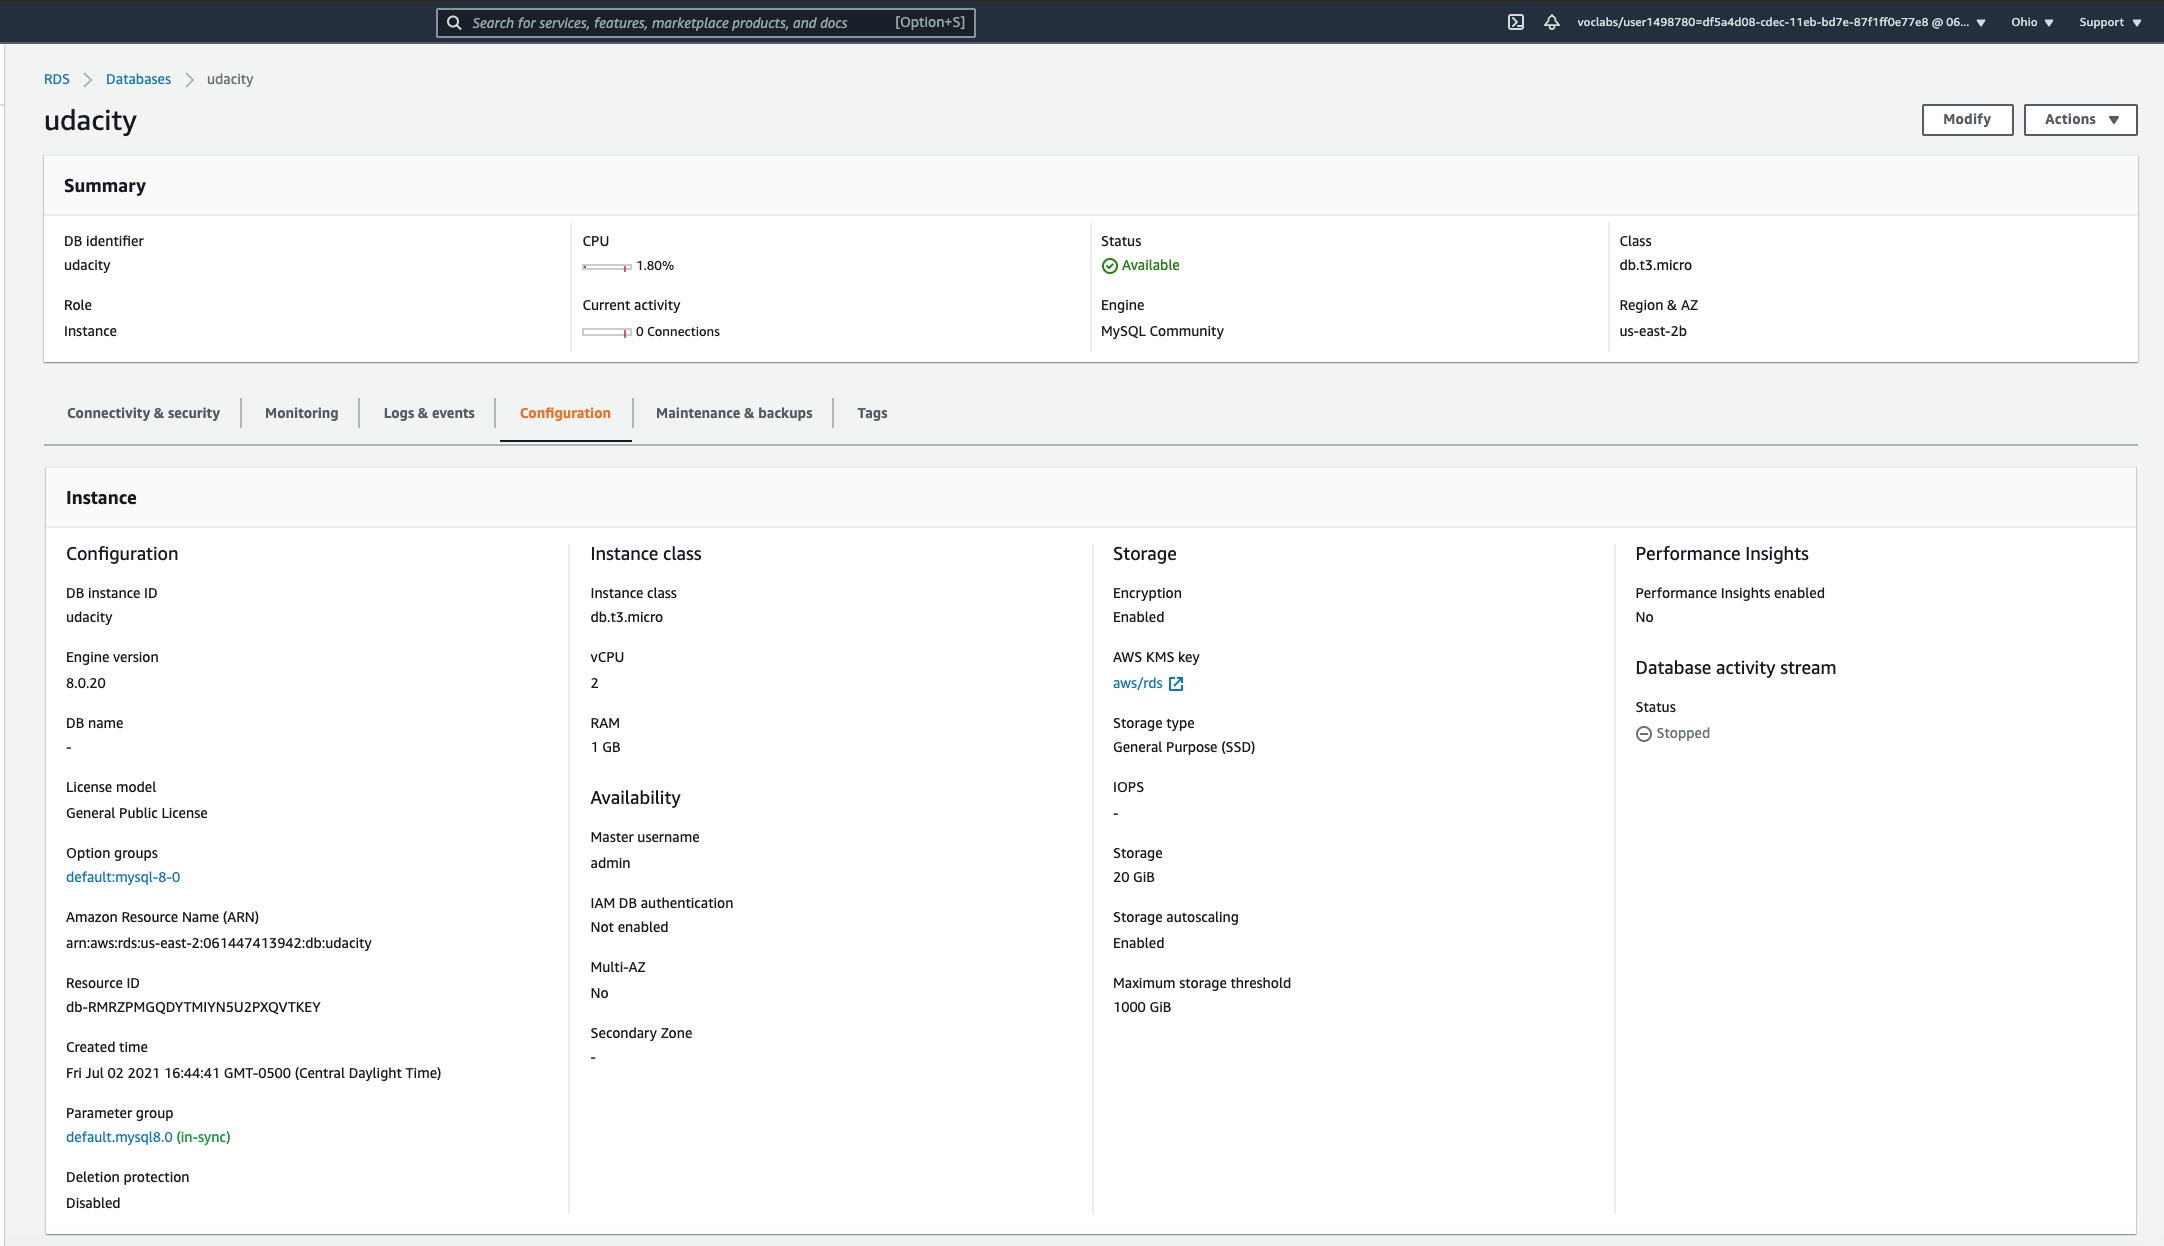 Search for services, features, marketplace products, and docs [Option+S] voclabs/user1498780=df5a4d08-cdec-11eb-bd7e-87f1ff0e77e8 @ 06... Ohio Support
RDS Databases udacity
udacity
Modify Actions
Summary
DB identifier
udacity
Role
Instance
CPU
1.80%
Current activity
0 Connections
Status
Available
Engine
MySQL Community
Class
db.t3.micro
Region & AZ
us-east-2b
Connectivity & security Monitoring Logs & events Configuration Maintenance & backups Tags
Instance
Configuration
DB instance ID
udacity
Engine version
8.0.20
DB name
-
License model
General Public License
Option groups
default:mysql-8-0
Amazon Resource Name (ARN)
arn:aws:rds:us-east-2:061447413942:db:udacity
Resource ID
db-RMRZPMGQDYTMIYN5U2PXQVTKEY
Created time
Fri Jul 02 2021 16:44:41 GMT-0500 (Central Daylight Time)
Parameter group
default.mysql8.0 (in-sync)
Deletion protection
Disabled
Instance class
Instance class
db.t3.micro
vCPU
2
RAM
1 GB
Availability
Master username
admin
IAM DB authentication
Not enabled
Multi-AZ
No
Secondary Zone
-
Storage
Encryption
Enabled
AWS KMS key
aws/rds
Storage type
General Purpose (SSD)
IOPS
-
Storage
20 GiB
Storage autoscaling
Enabled
Maximum storage threshold
1000 GiB
Performance Insights
Performance Insights enabled
No
Database activity stream
Status
Stopped